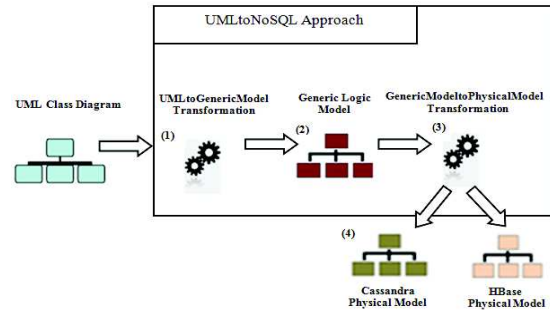 UMLtoNoSQL Approach
UML Class Diagram
UMLtoGenericModel
Transformation
(1)
Generic Logic
Model
(2)
GenericModeltoPhysicalModel
Transformation
(3)
(4)
Cassandra
Physical Model
HBase
Physical Model